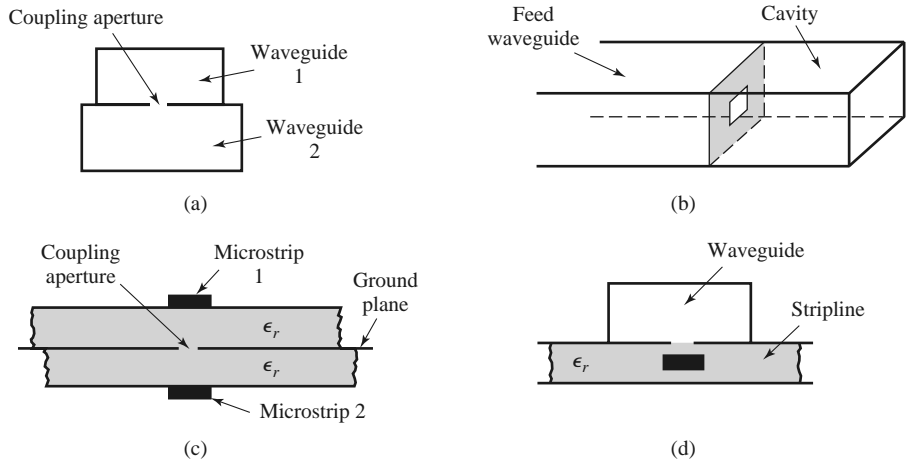 Coupling aperture
Waveguide
1
Waveguide
2
(a)
Feed
waveguide
Cavity
(b)
Coupling
aperture
Microstrip
1
Ground
plane
ϵr
ϵr
Microstrip 2
(c)
Waveguide
Stripline
ϵr
(d)